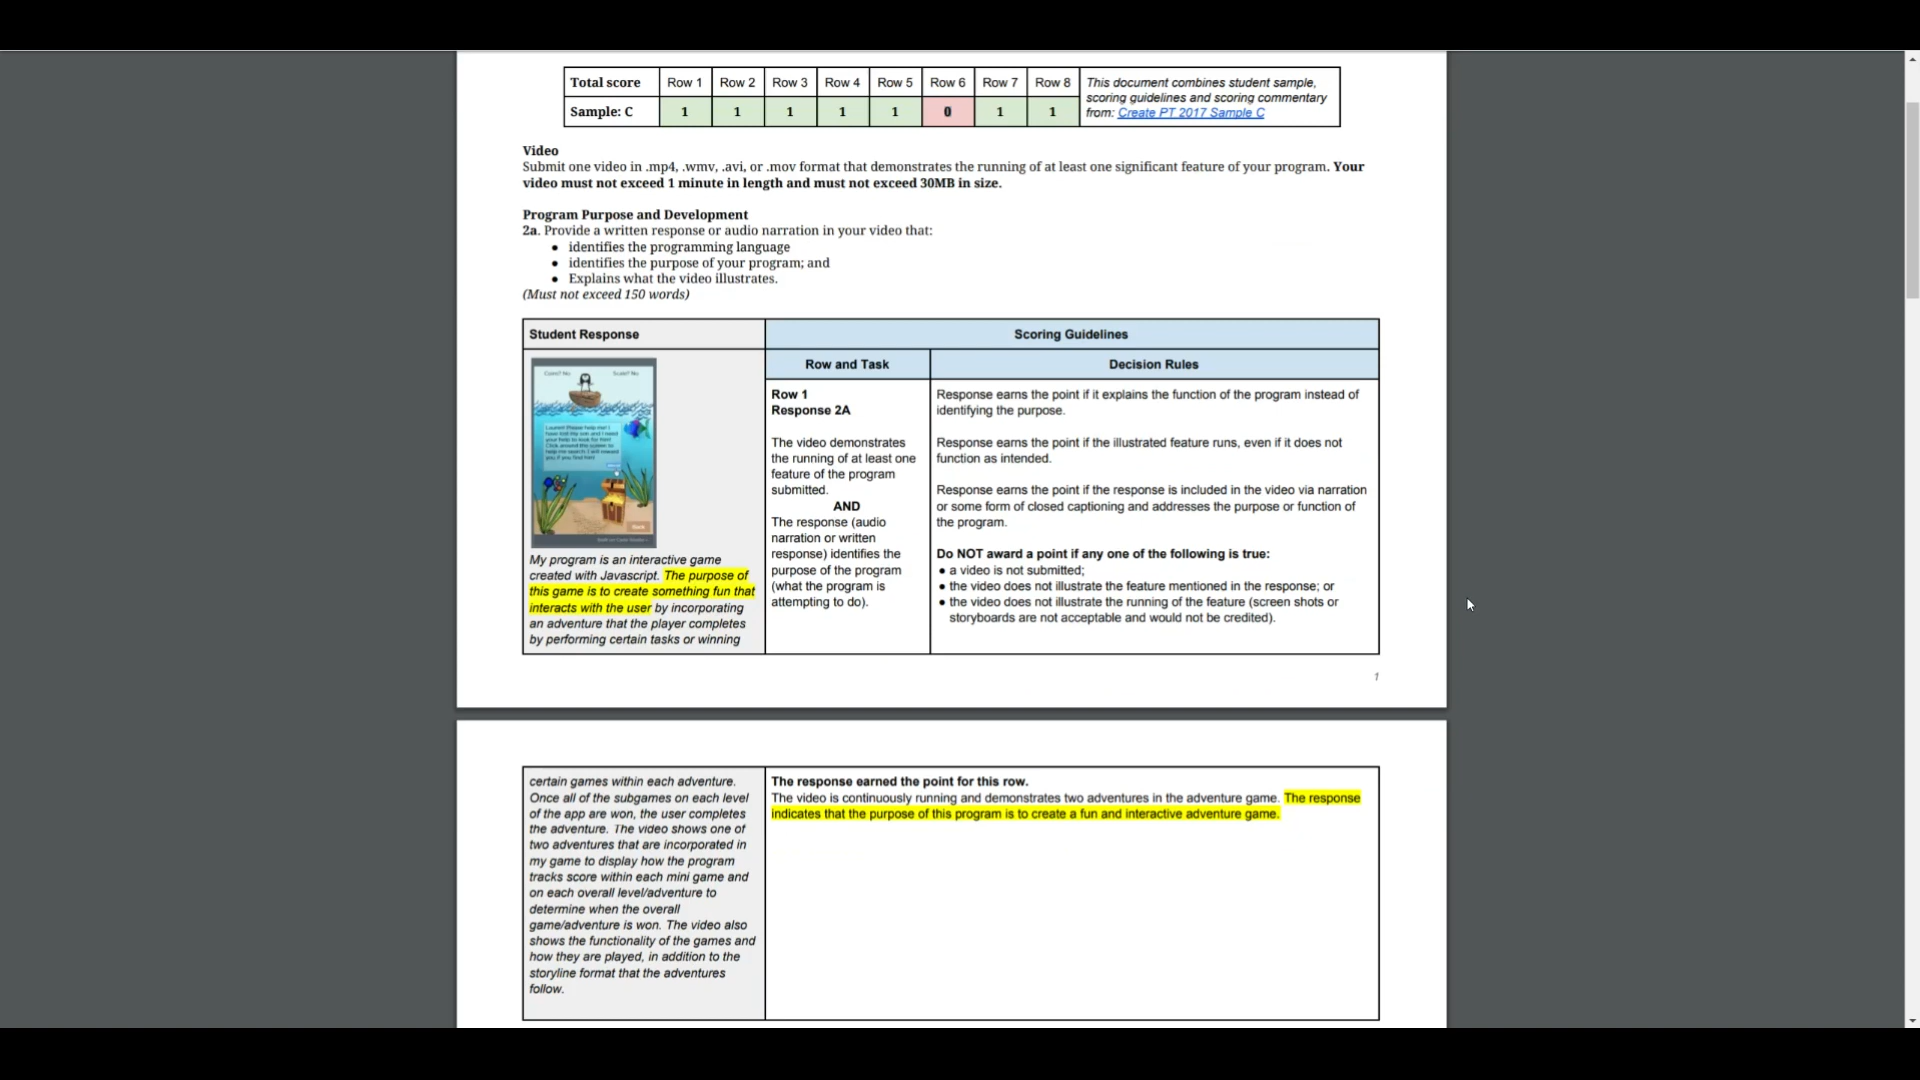 Total score Row 1 Row 2 Row 3 Row 4 Row 5 Row 6 Row 7 Row 8
Sample: C 1 1 1 1 1 0 1 1
This document combines student sample,
scoring guidelines and scoring commentary
from: Create PT 2017 Sample C
Video
Submit one video in .mp4, .wmv, .avi, or .mov format that demonstrates the running of at least one significant feature of your program. Your
video must not exceed 1 minute in length and must not exceed 30MB in size.
Program Purpose and Development
2a. Provide a written response or audio narration in your video that:
● identifies the programming language
● identifies the purpose of your program; and
● Explains what the video illustrates.
(Must not exceed 150 words)
Student Response
Scoring Guidelines
Row and Task
Decision Rules
Coins? No
Scale? No
Back
My program is an interactive game
created with Javascript. The purpose of
this game is to create something fun that
interacts with the user by incorporating
an adventure that the player completes
by performing certain tasks or winning
Row 1
Response 2A
The video demonstrates
the running of at least one
feature of the program
submitted.
AND
The response (audio
narration or written
response) identifies the
purpose of the program
(what the program is
attempting to do).
Response earns the point if it explains the function of the program instead of
identifying the purpose.
Response earns the point if the illustrated feature runs, even if it does not
function as intended.
Response earns the point if the response is included in the video via narration
or some form of closed captioning and addresses the purpose or function of
the program.
Do NOT award a point if any one of the following is true:
● a video is not submitted;
● the video does not illustrate the feature mentioned in the response; or
● the video does not illustrate the running of the feature (screen shots or
storyboards are not acceptable and would not be credited).
1
certain games within each adventure.
Once all of the subgames on each level
of the app are won, the user completes
the adventure. The video shows one of
two adventures that are incorporated in
my game to display how the program
tracks score within each mini game and
on each overall level/adventure to
determine when the overall
game/adventure is won. The video also
shows the functionality of the games and
how they are played, in addition to the
storyline format that the adventures
follow.
The response earned the point for this row.
The video is continuously running and demonstrates two adventures in the adventure game. The response
indicates that the purpose of this program is to create a fun and interactive adventure game.